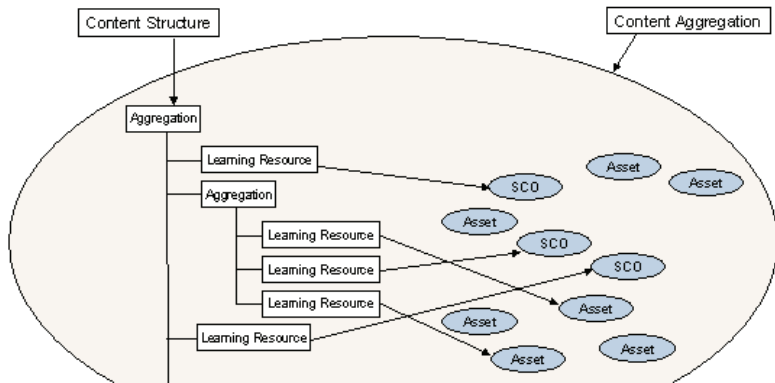 Content Structure
Content Aggregation
Aggregation
Learning Resource
Asset
Asset
SCO
Aggregation
Asset
Learning Resource
SCO
Learning Resource
SCO
Learning Resource
Asset
Asset
Learning Resource
Asset
Asset